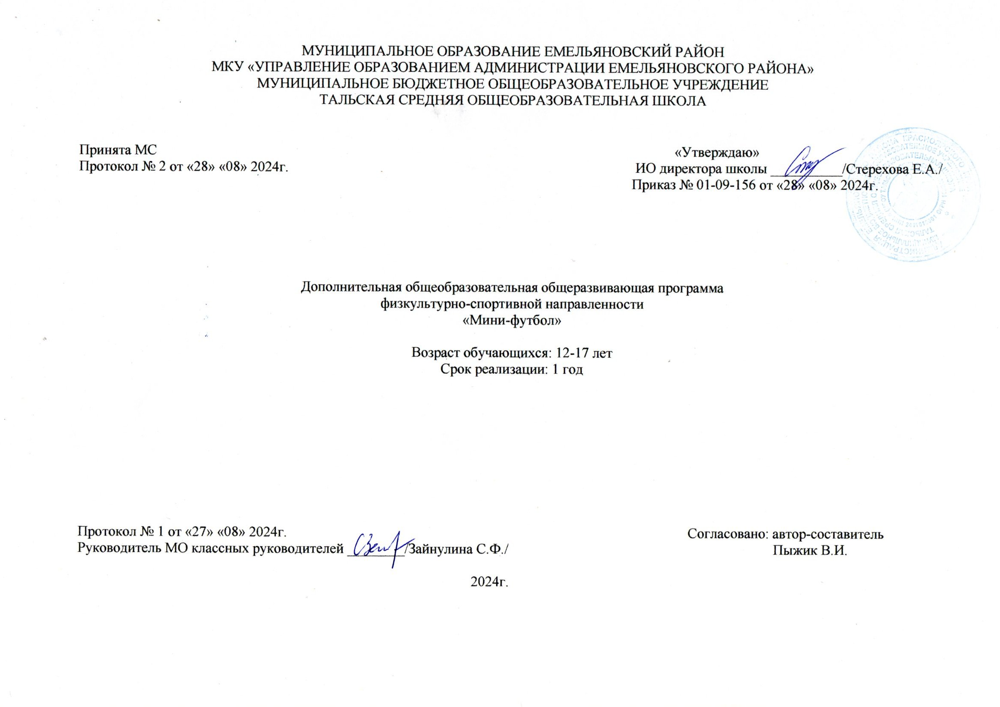 МУНИЦИПАЛЬНОЕ ОБРАЗОВАНИЕ ЕМЕЛЬЯНОВСКИЙ РАЙОН
МКУ «УПРАВЛЕНИЕ ОБРАЗОВАНИЕМ АДМИНИСТРАЦИИ ЕМЕЛЬЯНОВСКОГО РАЙОНА»
МУНИЦИПАЛЬНОЕ БЮДЖЕТНОЕ ОБЩЕОБРАЗОВАТЕЛЬНОЕ УЧРЕЖДЕНИЕ
ТАЛЬСКАЯ СРЕДНЯЯ ОБЩЕОБРАЗОВАТЕЛЬНАЯ ШКОЛА
Принята МС
Протокол № 2 от «28» «08» 2024г.
«Утверждаю»
ИО директора школы __________/Стерехова Е.А./
Приказ № 01-09-156 от «28» «08» 2024г.
Дополнительная общеобразовательная общеразвивающая программа
физкультурно-спортивной направленности
«Мини-футбол»
Возраст обучающихся: 12-17 лет
Срок реализации: 1 год
Протокол № 1 от «27» «08» 2024г.
Руководитель МО классных руководителей ________/Зайнулина С.Ф./
Согласовано: автор-составитель
Пыжик В.И.
2024г.